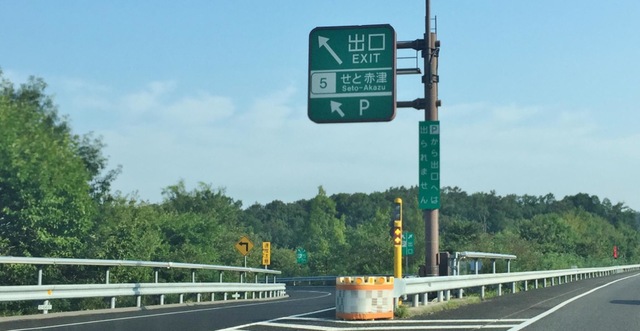 出口
EXIT
5 せと赤津
Seto-Akazu
P
Pから出口へは
出られません